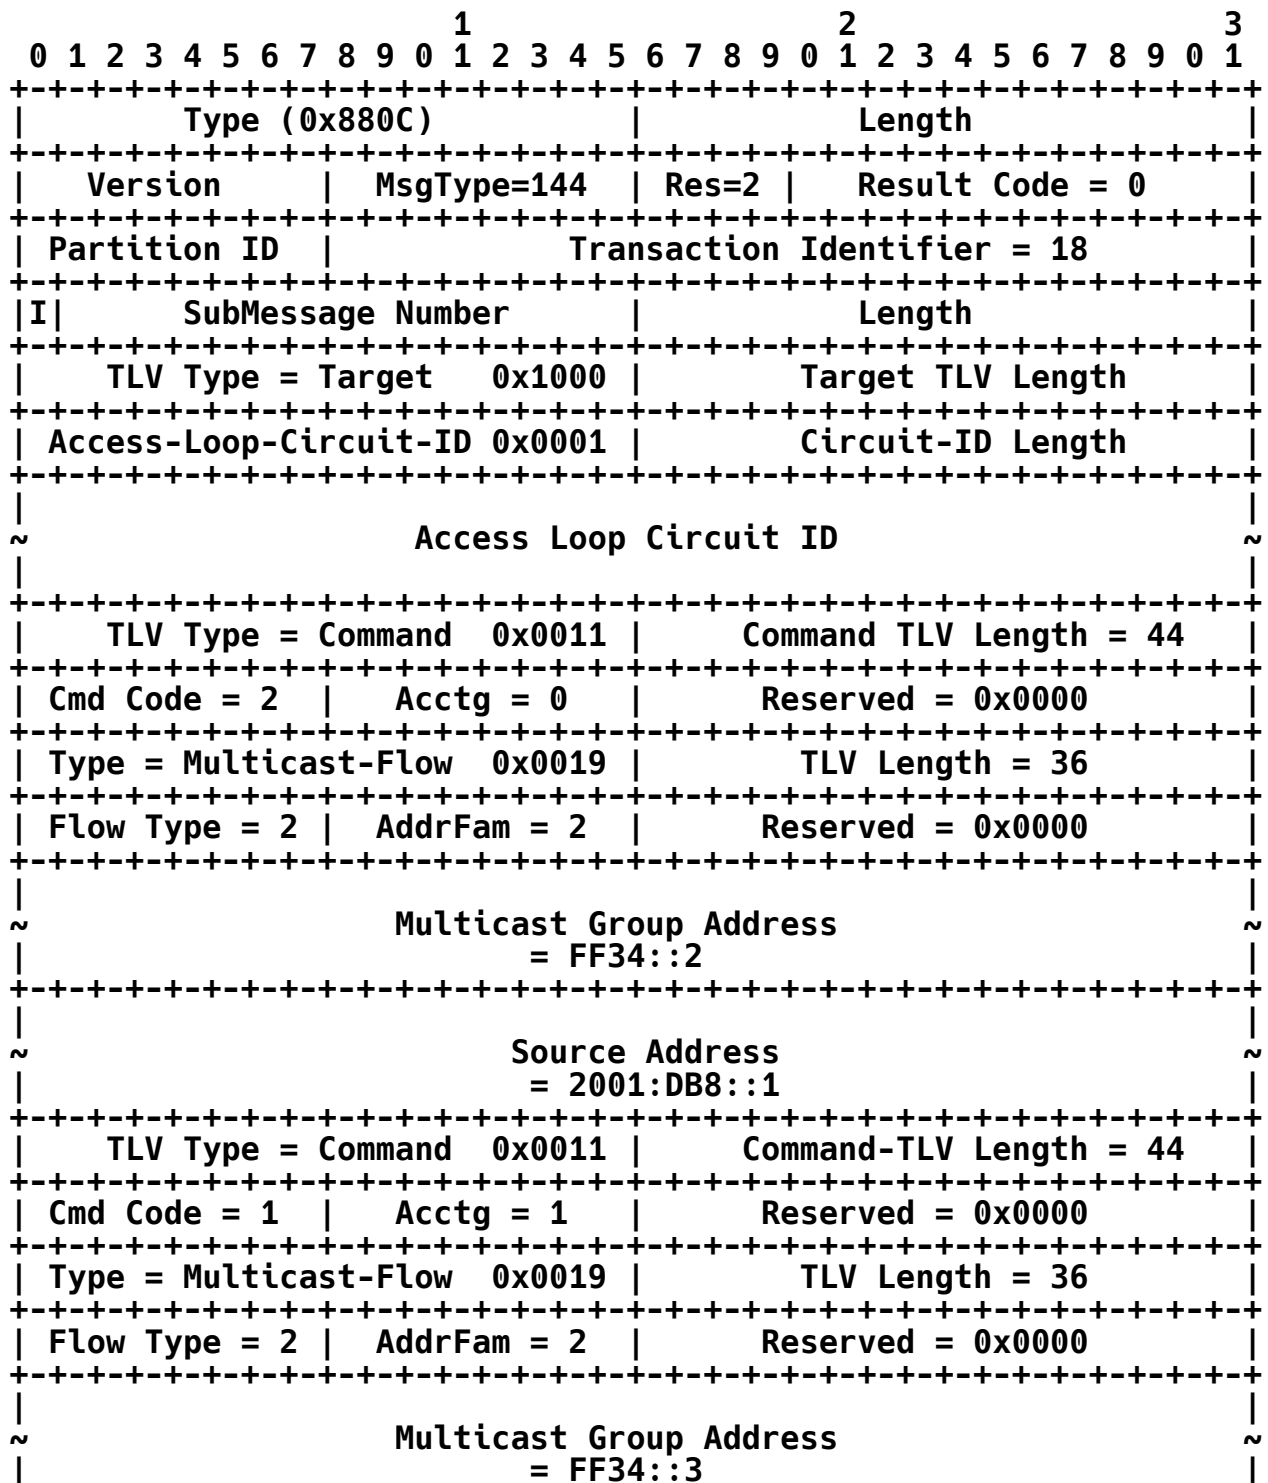 1                   2                   3
 0 1 2 3 4 5 6 7 8 9 0 1 2 3 4 5 6 7 8 9 0 1 2 3 4 5 6 7 8 9 0 1
+-+-+-+-+-+-+-+-+-+-+-+-+-+-+-+-+-+-+-+-+-+-+-+-+-+-+-+-+-+-+-+-+
|        Type (0x880C)          |           Length              |
+-+-+-+-+-+-+-+-+-+-+-+-+-+-+-+-+-+-+-+-+-+-+-+-+-+-+-+-+-+-+-+-+
|   Version     |  MsgType=144  | Res=2 |   Result Code = 0     |
+-+-+-+-+-+-+-+-+-+-+-+-+-+-+-+-+-+-+-+-+-+-+-+-+-+-+-+-+-+-+-+-+
| Partition ID  |            Transaction Identifier = 18        |
+-+-+-+-+-+-+-+-+-+-+-+-+-+-+-+-+-+-+-+-+-+-+-+-+-+-+-+-+-+-+-+-+
|I|      SubMessage Number      |           Length              |
+-+-+-+-+-+-+-+-+-+-+-+-+-+-+-+-+-+-+-+-+-+-+-+-+-+-+-+-+-+-+-+-+
|    TLV Type = Target   0x1000 |        Target TLV Length      |
+-+-+-+-+-+-+-+-+-+-+-+-+-+-+-+-+-+-+-+-+-+-+-+-+-+-+-+-+-+-+-+-+
| Access-Loop-Circuit-ID 0x0001 |        Circuit-ID Length      |
+-+-+-+-+-+-+-+-+-+-+-+-+-+-+-+-+-+-+-+-+-+-+-+-+-+-+-+-+-+-+-+-+
|                                                               |
~                    Access Loop Circuit ID                     ~
|                                                               |
+-+-+-+-+-+-+-+-+-+-+-+-+-+-+-+-+-+-+-+-+-+-+-+-+-+-+-+-+-+-+-+-+
|    TLV Type = Command  0x0011 |     Command TLV Length = 44   |
+-+-+-+-+-+-+-+-+-+-+-+-+-+-+-+-+-+-+-+-+-+-+-+-+-+-+-+-+-+-+-+-+
| Cmd Code = 2  |   Acctg = 0   |      Reserved = 0x0000        |
+-+-+-+-+-+-+-+-+-+-+-+-+-+-+-+-+-+-+-+-+-+-+-+-+-+-+-+-+-+-+-+-+
| Type = Multicast-Flow  0x0019 |        TLV Length = 36        |
+-+-+-+-+-+-+-+-+-+-+-+-+-+-+-+-+-+-+-+-+-+-+-+-+-+-+-+-+-+-+-+-+
| Flow Type = 2 |  AddrFam = 2  |      Reserved = 0x0000        |
+-+-+-+-+-+-+-+-+-+-+-+-+-+-+-+-+-+-+-+-+-+-+-+-+-+-+-+-+-+-+-+-+
|                                                               |
~                   Multicast Group Address                     ~
|                          = FF34::2                            |
+-+-+-+-+-+-+-+-+-+-+-+-+-+-+-+-+-+-+-+-+-+-+-+-+-+-+-+-+-+-+-+-+
|                                                               |
~                         Source Address                        ~
|                          = 2001:DB8::1                        |
+-+-+-+-+-+-+-+-+-+-+-+-+-+-+-+-+-+-+-+-+-+-+-+-+-+-+-+-+-+-+-+-+
|    TLV Type = Command  0x0011 |     Command-TLV Length = 44   |
+-+-+-+-+-+-+-+-+-+-+-+-+-+-+-+-+-+-+-+-+-+-+-+-+-+-+-+-+-+-+-+-+
| Cmd Code = 1  |   Acctg = 1   |      Reserved = 0x0000        |
+-+-+-+-+-+-+-+-+-+-+-+-+-+-+-+-+-+-+-+-+-+-+-+-+-+-+-+-+-+-+-+-+
| Type = Multicast-Flow  0x0019 |        TLV Length = 36        |
+-+-+-+-+-+-+-+-+-+-+-+-+-+-+-+-+-+-+-+-+-+-+-+-+-+-+-+-+-+-+-+-+
| Flow Type = 2 |  AddrFam = 2  |      Reserved = 0x0000        |
+-+-+-+-+-+-+-+-+-+-+-+-+-+-+-+-+-+-+-+-+-+-+-+-+-+-+-+-+-+-+-+-+
|                                                               |
~                   Multicast Group Address                     ~
|                          = FF34::3                            |